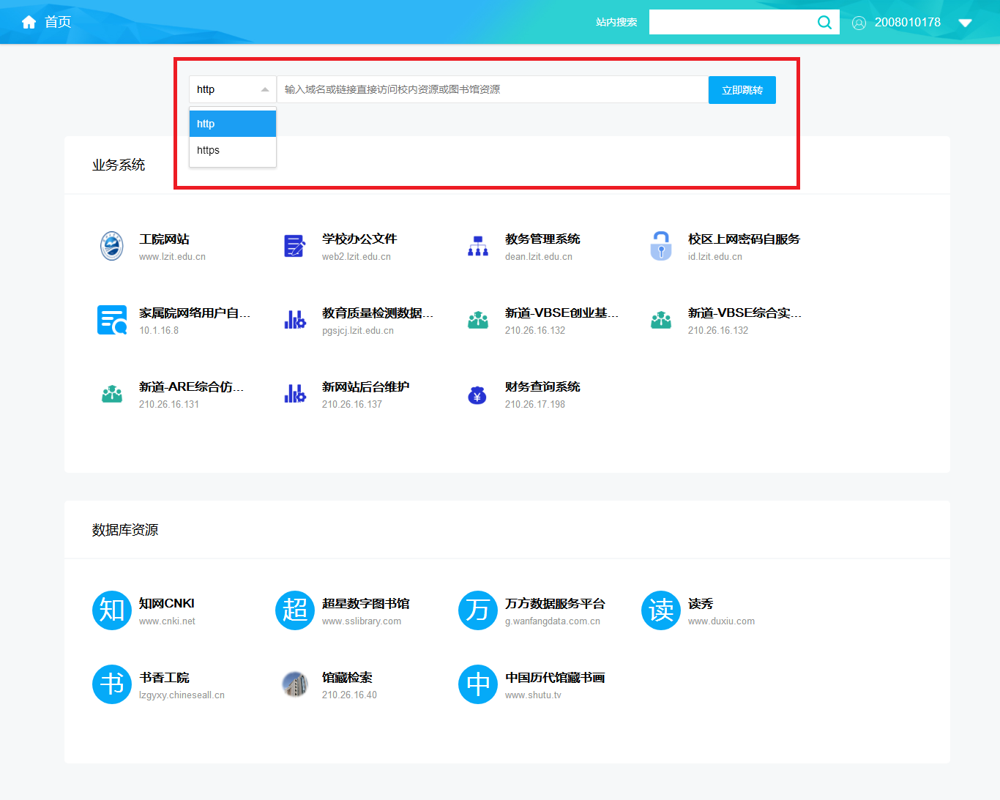 首页
站内搜索
2008010178
http
输入域名或链接直接访问校内资源或图书馆资源
立即跳转
http
https
业务系统
工院网站
www.lzit.edu.cn
学校办公文件
web2.lzit.edu.cn
教务管理系统
dean.lzit.edu.cn
校区上网密码自服务
id.lzit.edu.cn
家属院网络用户自...
10.1.16.8
教育质量检测数据...
pgsjcj.lzit.edu.cn
新道-VBSE创业基...
210.26.16.132
新道-VBSE综合实...
210.26.16.132
新道-ARE综合仿...
210.26.16.131
新网站后台维护
210.26.16.137
¥
财务查询系统
210.26.17.198
数据库资源
知
知网CNKI
www.cnki.net
超
超星数字图书馆
www.sslibrary.com
万
万方数据服务平台
g.wanfangdata.com.cn
读
读秀
www.duxiu.com
书
书香工院
lzgyxy.chineseall.cn
馆藏检索
210.26.16.40
中
中国历代馆藏书画
www.shutu.tv